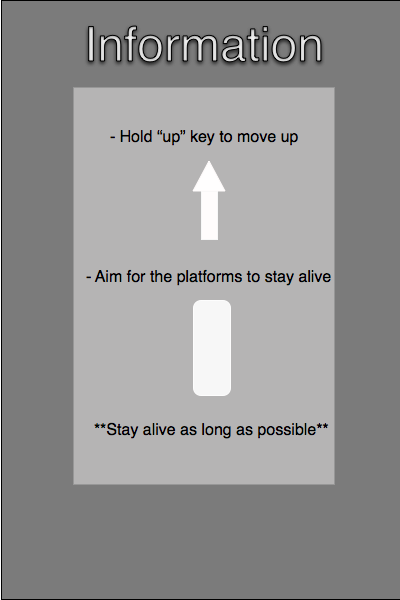 Information
- Hold “up” key to move up
- Aim for the platforms to stay alive
**Stay alive as long as possible**